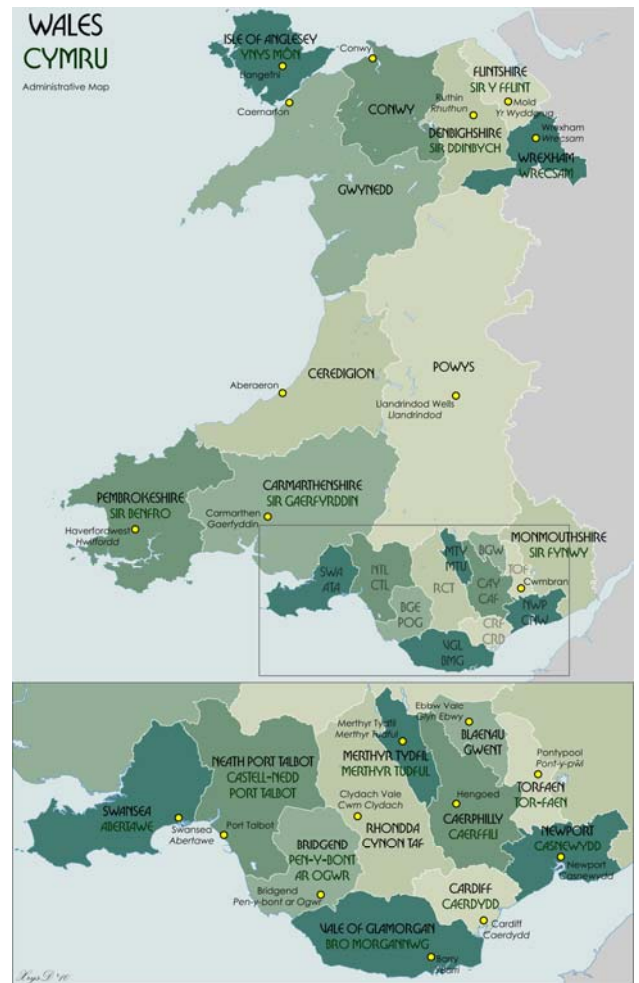 WALES
CYMRU
Administrative Map
ISLE OF ANGLESEY
YNYS MÔN
Llangefni
Caernarfon
Conwy
CONWY
FLINTSHIRE
SIR Y FFLINT
Ruthin
Rhuthun
Mold
Yr Wyddgrug
DENBIGHSHIRE
SIR DDINBYCH
Wrexham
Wrecsam
WREXHAM
WRECSAM
GWYNEDD
CEREDIGION
Aberaeron
POWYS
Llandrindod Wells
Llandrindod
PEMBROKESHIRE
SIR BENFRO
Haverfordwest
Hwlffordd
CARMARTHENSHIRE
SIR GAERFYRDDIN
Carmarthen
Gaerfyddin
MONMOUTHSHIRE
SIR FYNWY
Cwmbran
SWA
ATA
NTL
CTL
BGE
POG
RCT
MTY
MTU
BGW
CAY
CAF
TOF
NWP
CNW
CRF
CRD
VGL
BMG
Ebbw Vale
Glyn Ebwy
BLAENAU
GWENT
Merthyr Tydfil
Merthyr Tudful
MERTHYR TYDFIL
MERTHYR TUDFUL
Pontypool
Pont-y-pŵl
TORFAEN
TOR-FAEN
NEATH PORT TALBOT
CASTELL-NEDD
PORT TALBOT
Clydach Vale
Cwm Clydach
Hengoed
CAERPHILLY
CAERFFILI
SWANSEA
ABERTAWE
Swansea
Abertawe
Port Talbot
RHONDDA
CYNON TAF
BRIDGEND
PEN-Y-BONT
AR OGWR
Bridgend
Pen-y-bont ar Ogwr
NEWPORT
CASNEWYDD
Newport
Casnewydd
CARDIFF
CAERDYDD
Cardiff
Caerdydd
VALE OF GLAMORGAN
BRO MORGANNWG
Barry